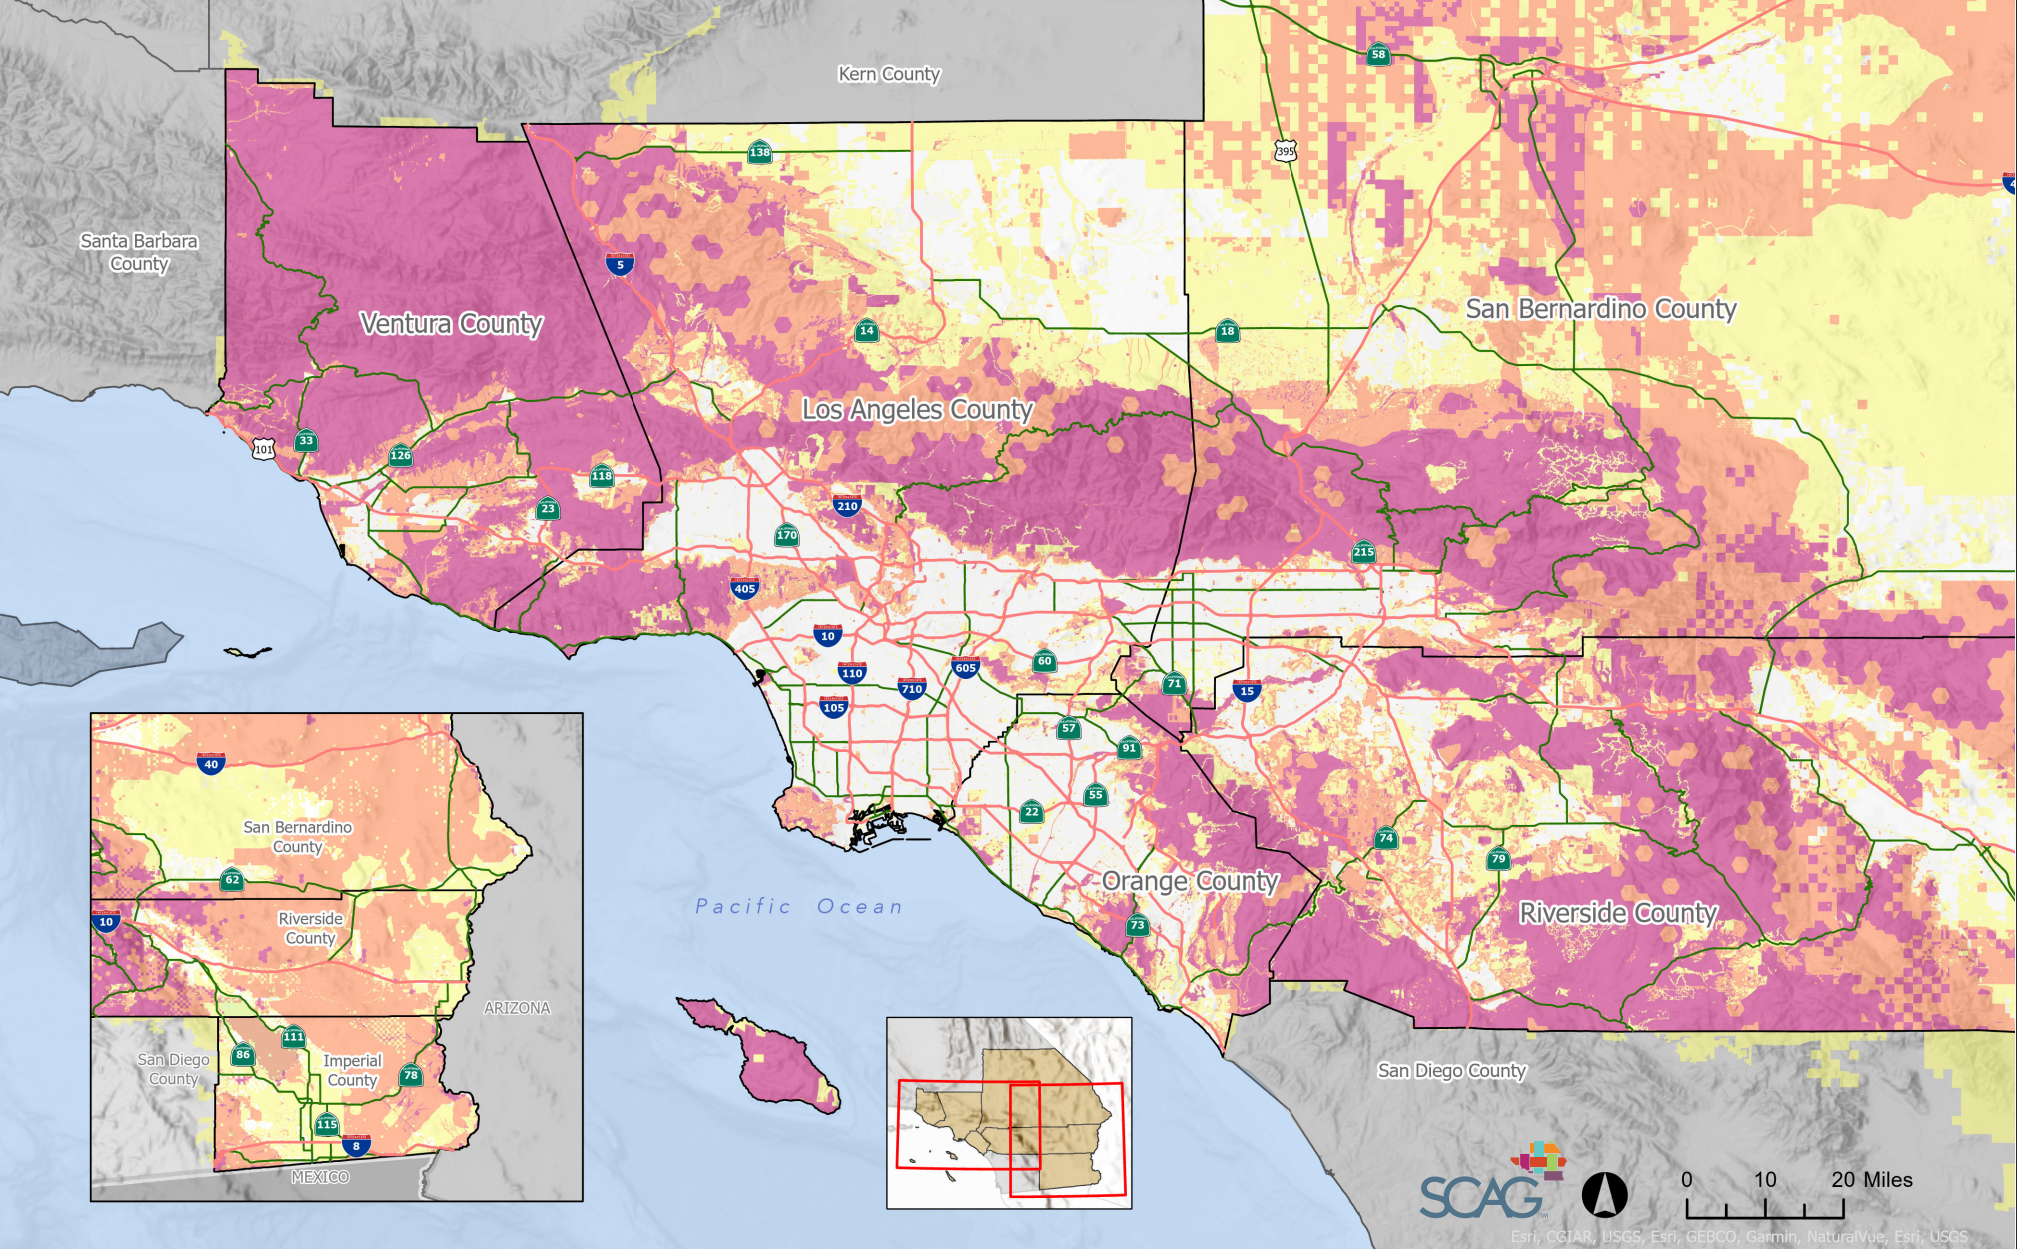 Kern County
58
138
395
4
Santa Barbara
County
5
Ventura County
San Bernardino County
14
18
Los Angeles County
33
101
126
118
23
210
170
215
405
10
60
110
605
710
71
15
105
57
91
55
22
74
79
Orange County
Riverside County
73
Pacific Ocean
40
San Bernardino
County
62
Riverside
County
10
ARIZONA
111
86
San Diego
County
Imperial
County
78
115
8
MEXICO
San Diego County
SCAG
TM
0 10 20 Miles
Esri, CGIAR, USGS, Esri, GEBCO, Garmin, NaturalVue, Esri, USGS